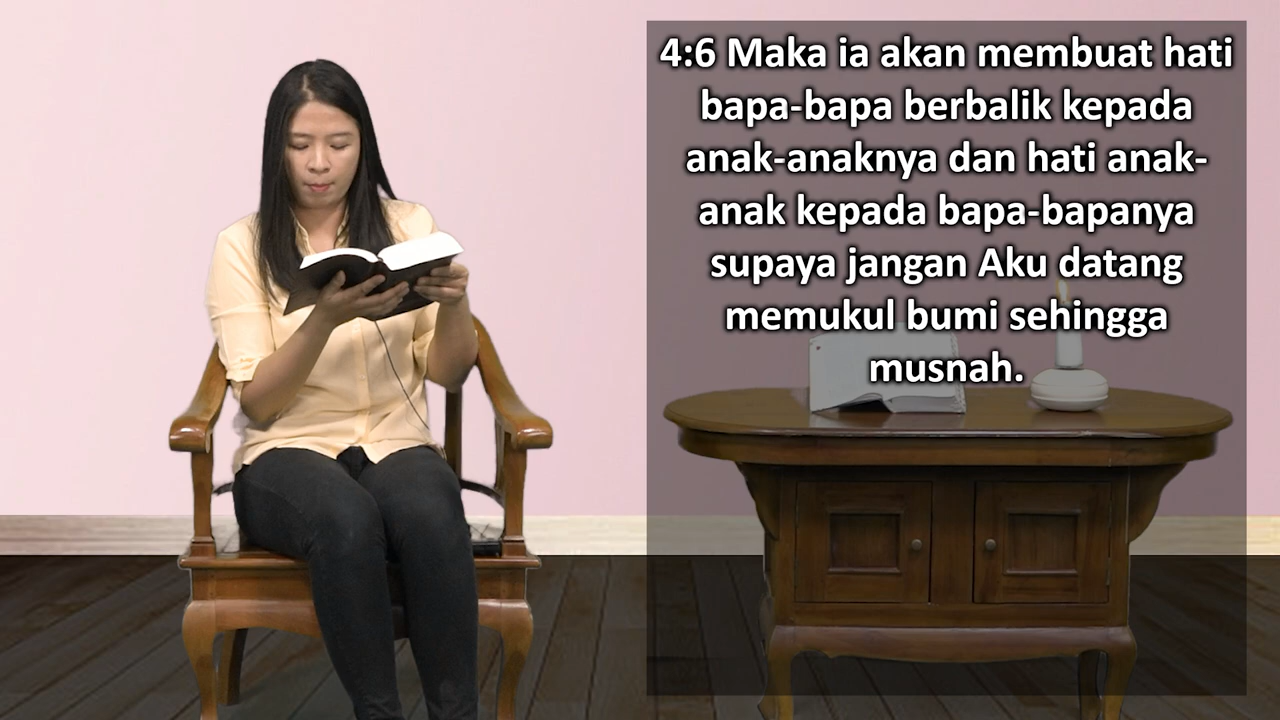 4:6 Maka ia akan membuat hati
bapa-bapa berbalik kepada
anak-anaknya dan hati anak-
anak kepada bapa-bapanya
supaya jangan Aku datang
memukul bumi sehingga
musnah.